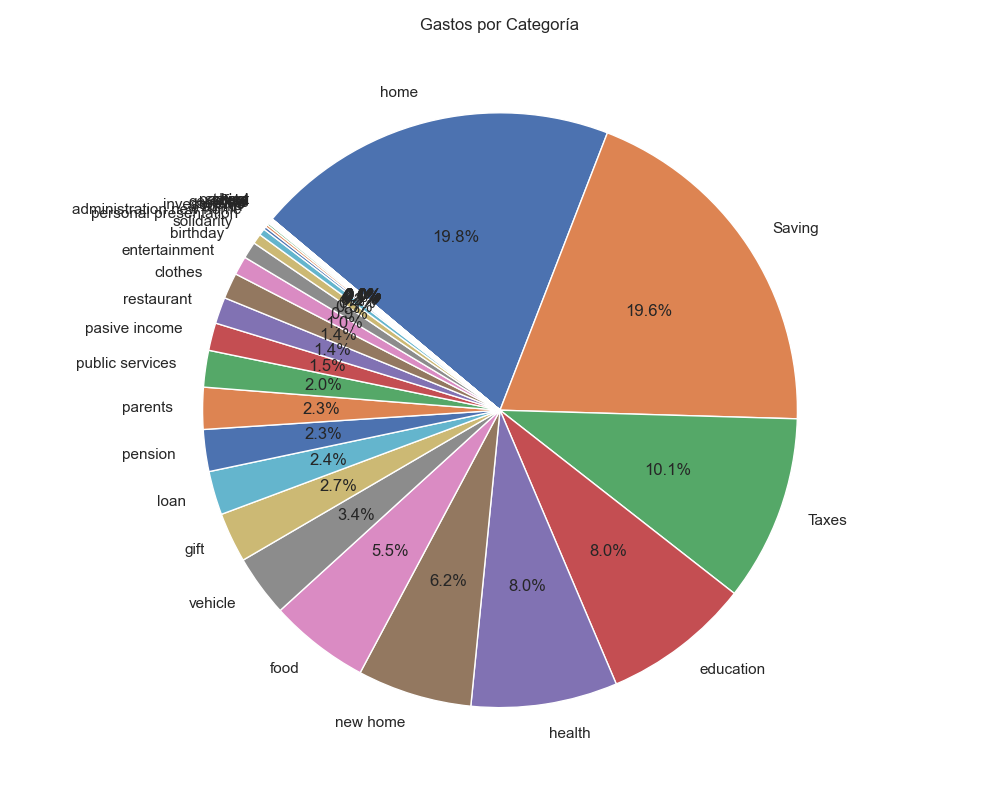 Gastos por Categoría
home
19.8%
Saving
19.6%
Taxes
10.1%
education
8.0%
health
8.0%
new home
6.2%
food
5.5%
vehicle
3.4%
gift
2.7%
loan
2.4%
pension
2.3%
parents
2.3%
public services
2.0%
pasive income
1.5%
restaurant
1.4%
clothes
1.4%
entertainment
1.0%
birthday
0.9%
solidarity
personal presentation